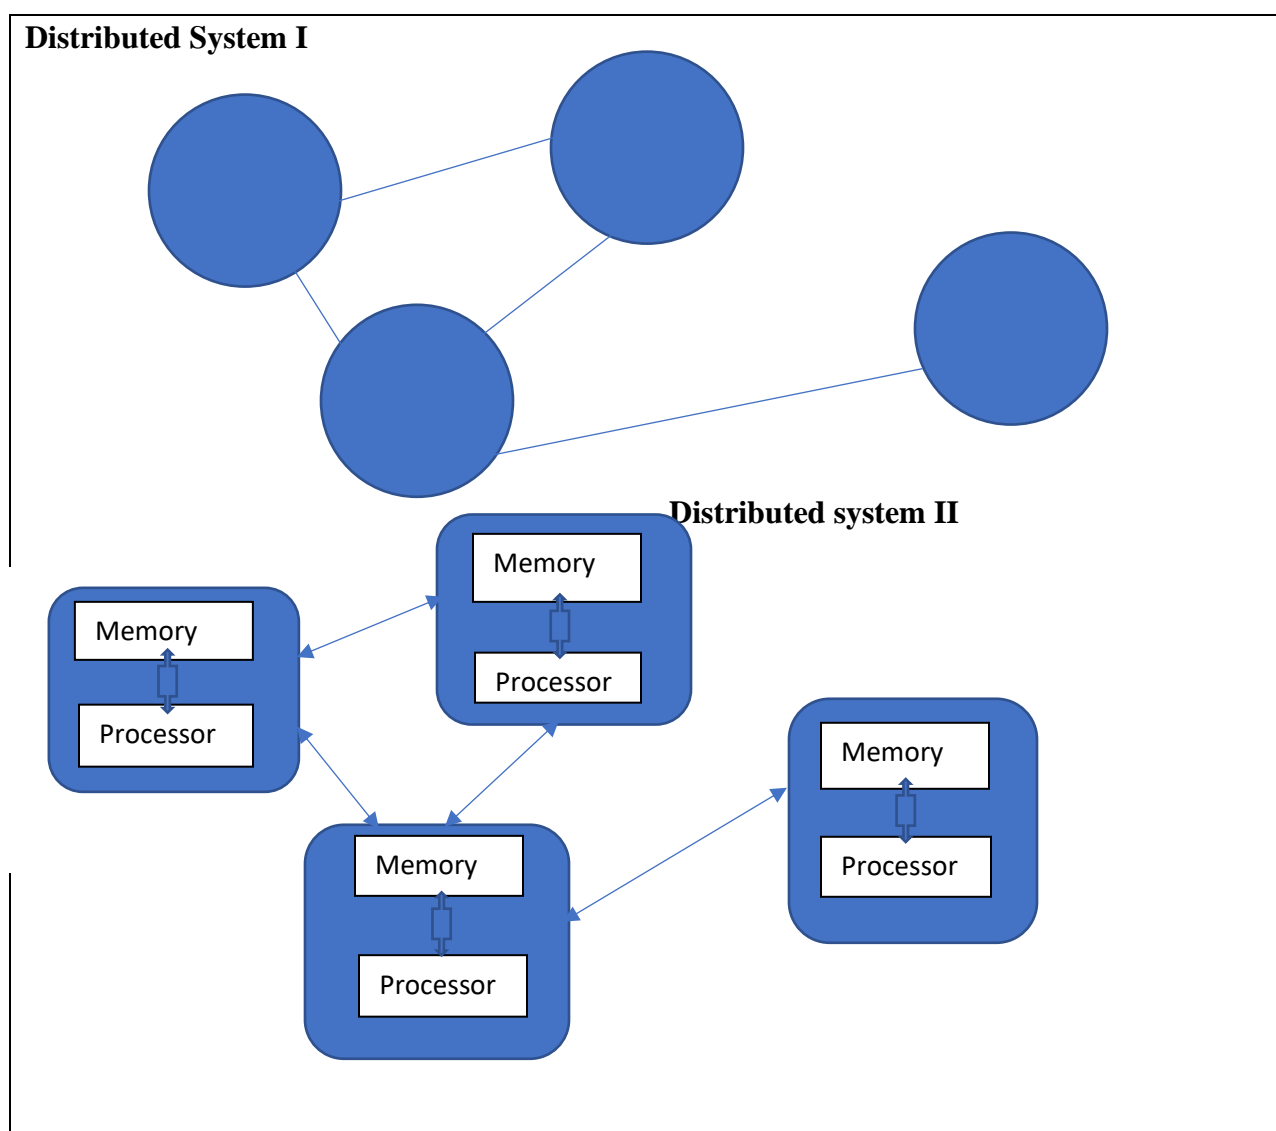 Distributed System I
Distributed system II
Memory
Processor
Memory
Processor
Memory
Processor
Memory
Processor